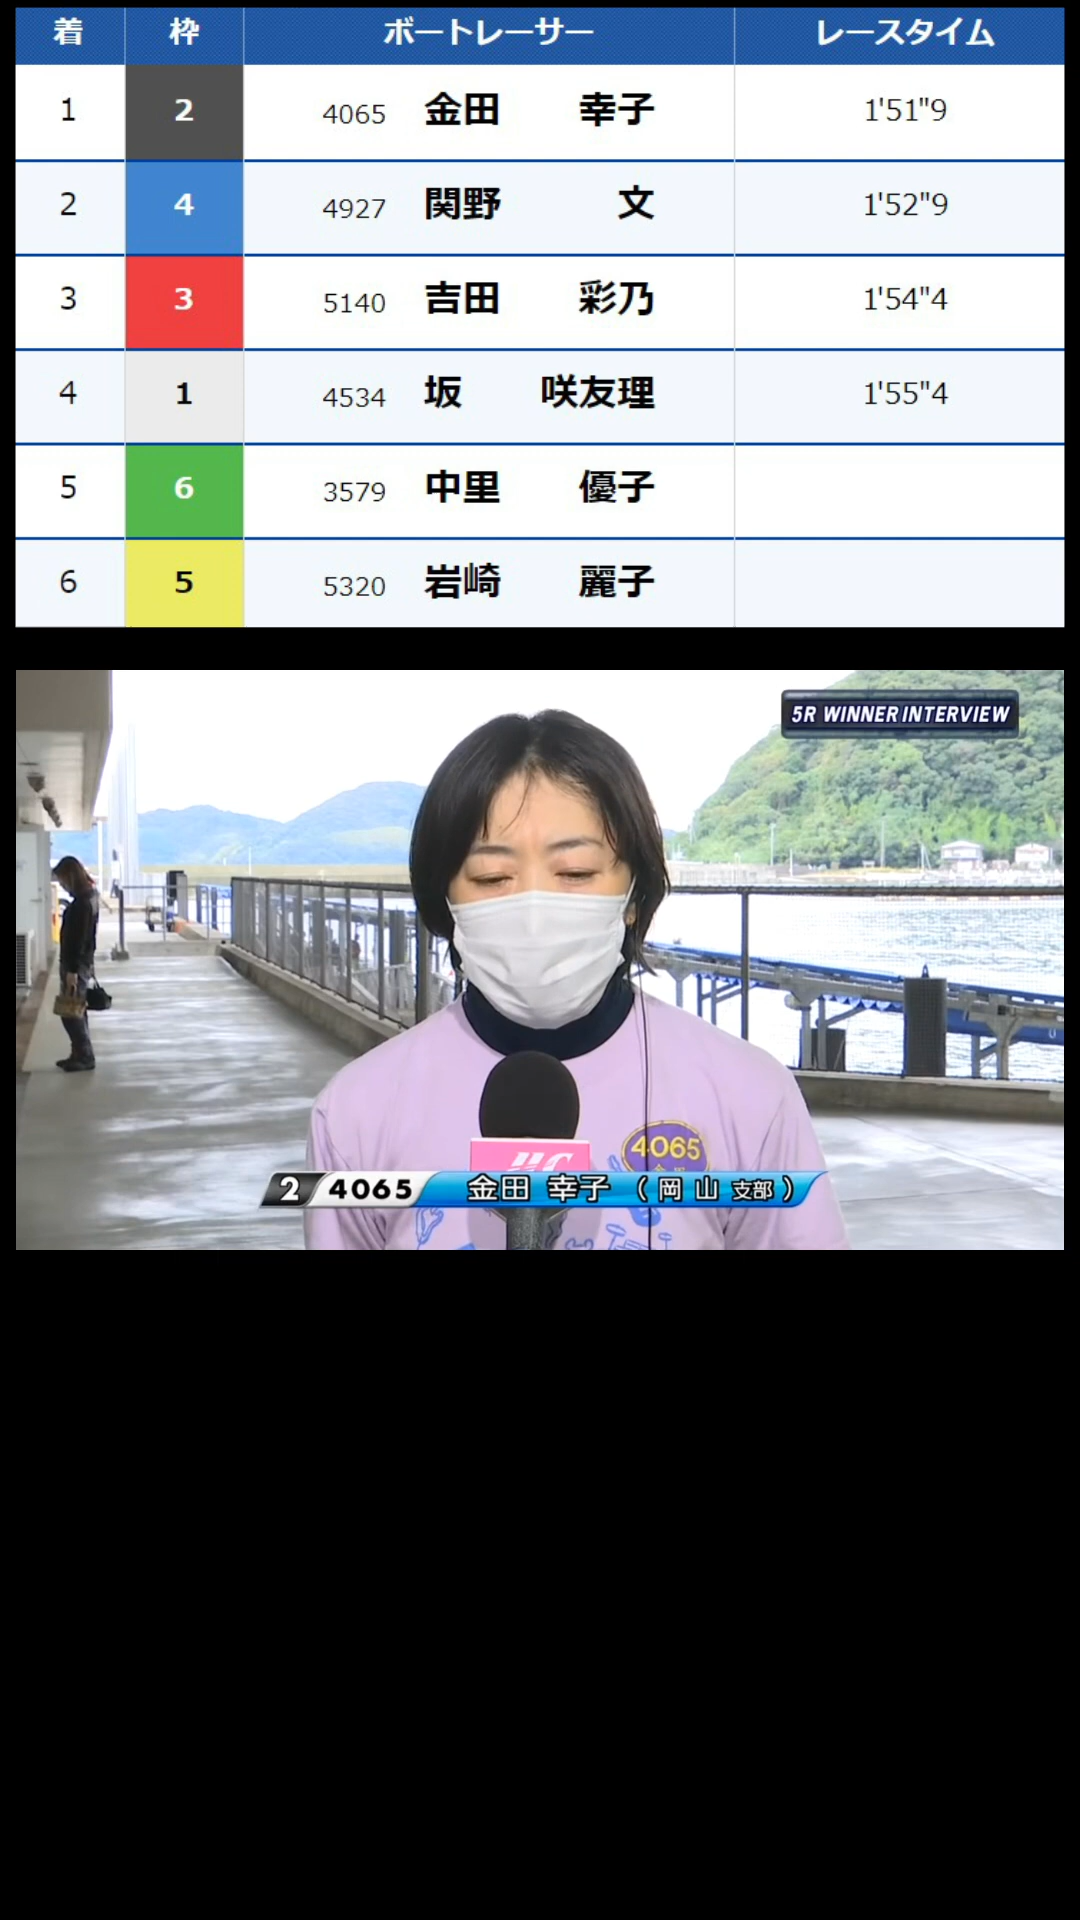 着 枠 ボートレーサー レースタイム
1 2 4065 金田 幸子 1'51"9
2 4 4927 関野 文 1'52"9
3 3 5140 吉田 彩乃 1'54"4
4 1 4534 坂 咲友理 1'55"4
5 6 3579 中里 優子
6 5 5320 岩崎 麗子
5R WINNER INTERVIEW
4065
2 4065 金田 幸子 (岡山 支部)